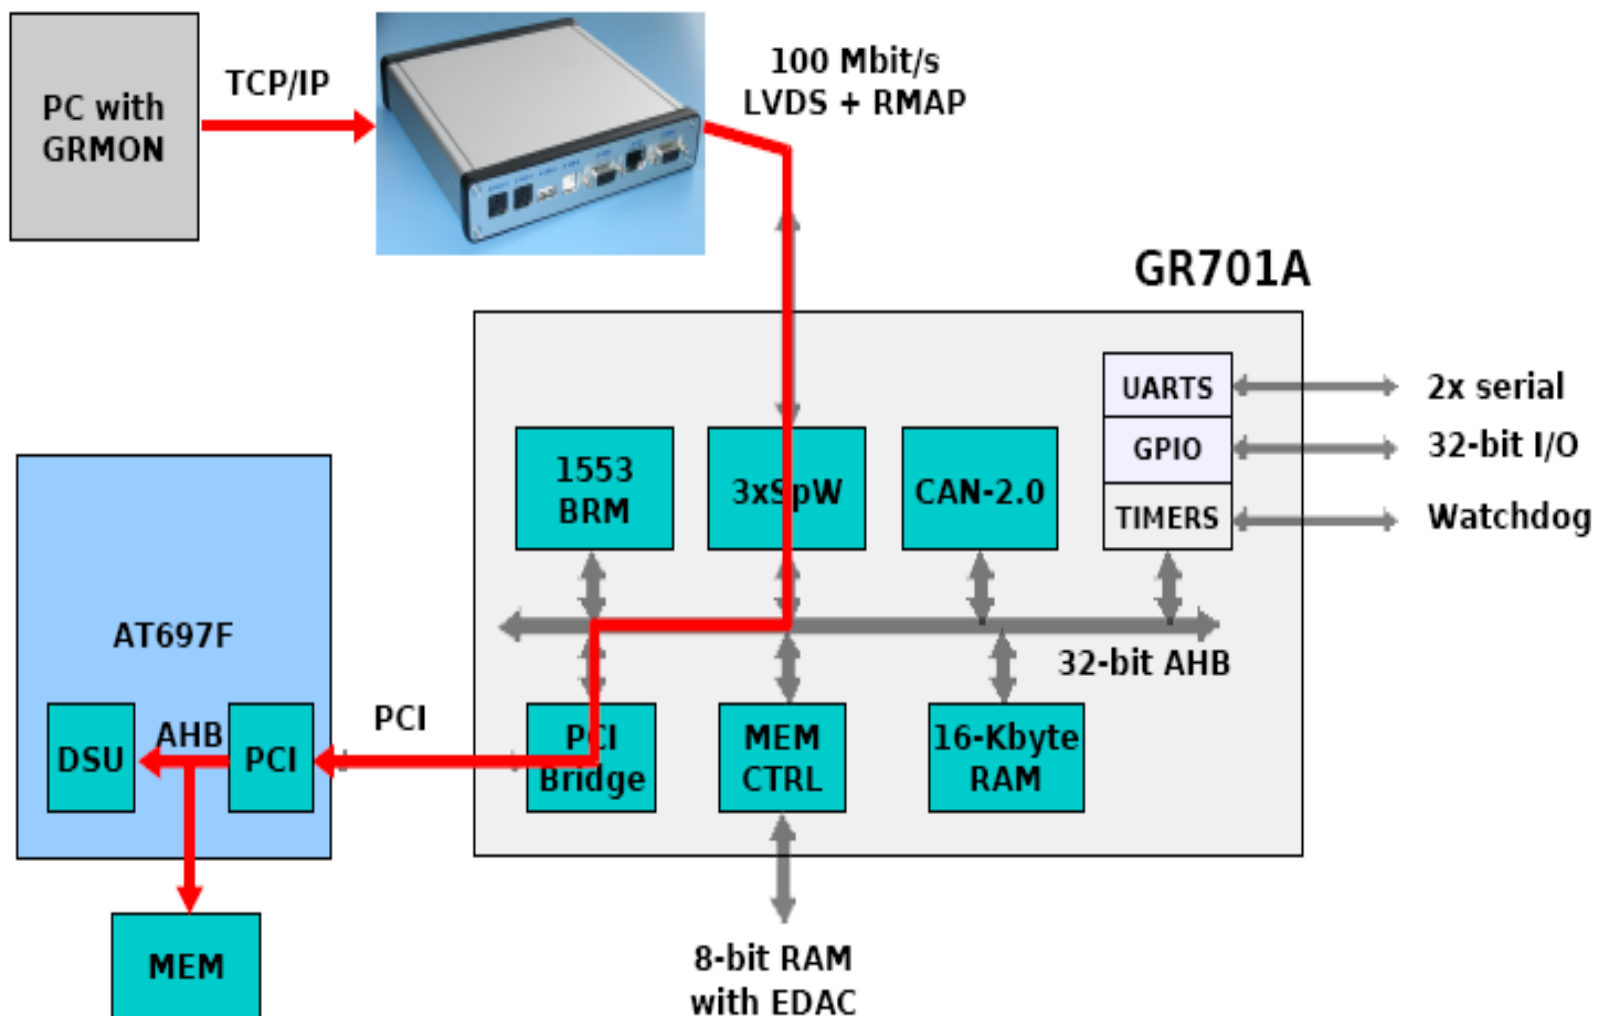 PC with
GRMON
TCP/IP
100 Mbit/s
LVDS + RMAP
GR701A
UARTS
GPIO
TIMERS
2x serial
32-bit I/O
Watchdog
1553
BRM
3xSpW
CAN-2.0
32-bit AHB
AT697F
DSU
AHB
PCI
PCI
PCI
Bridge
MEM
CTRL
16-Kbyte
RAM
MEM
8-bit RAM
with EDAC